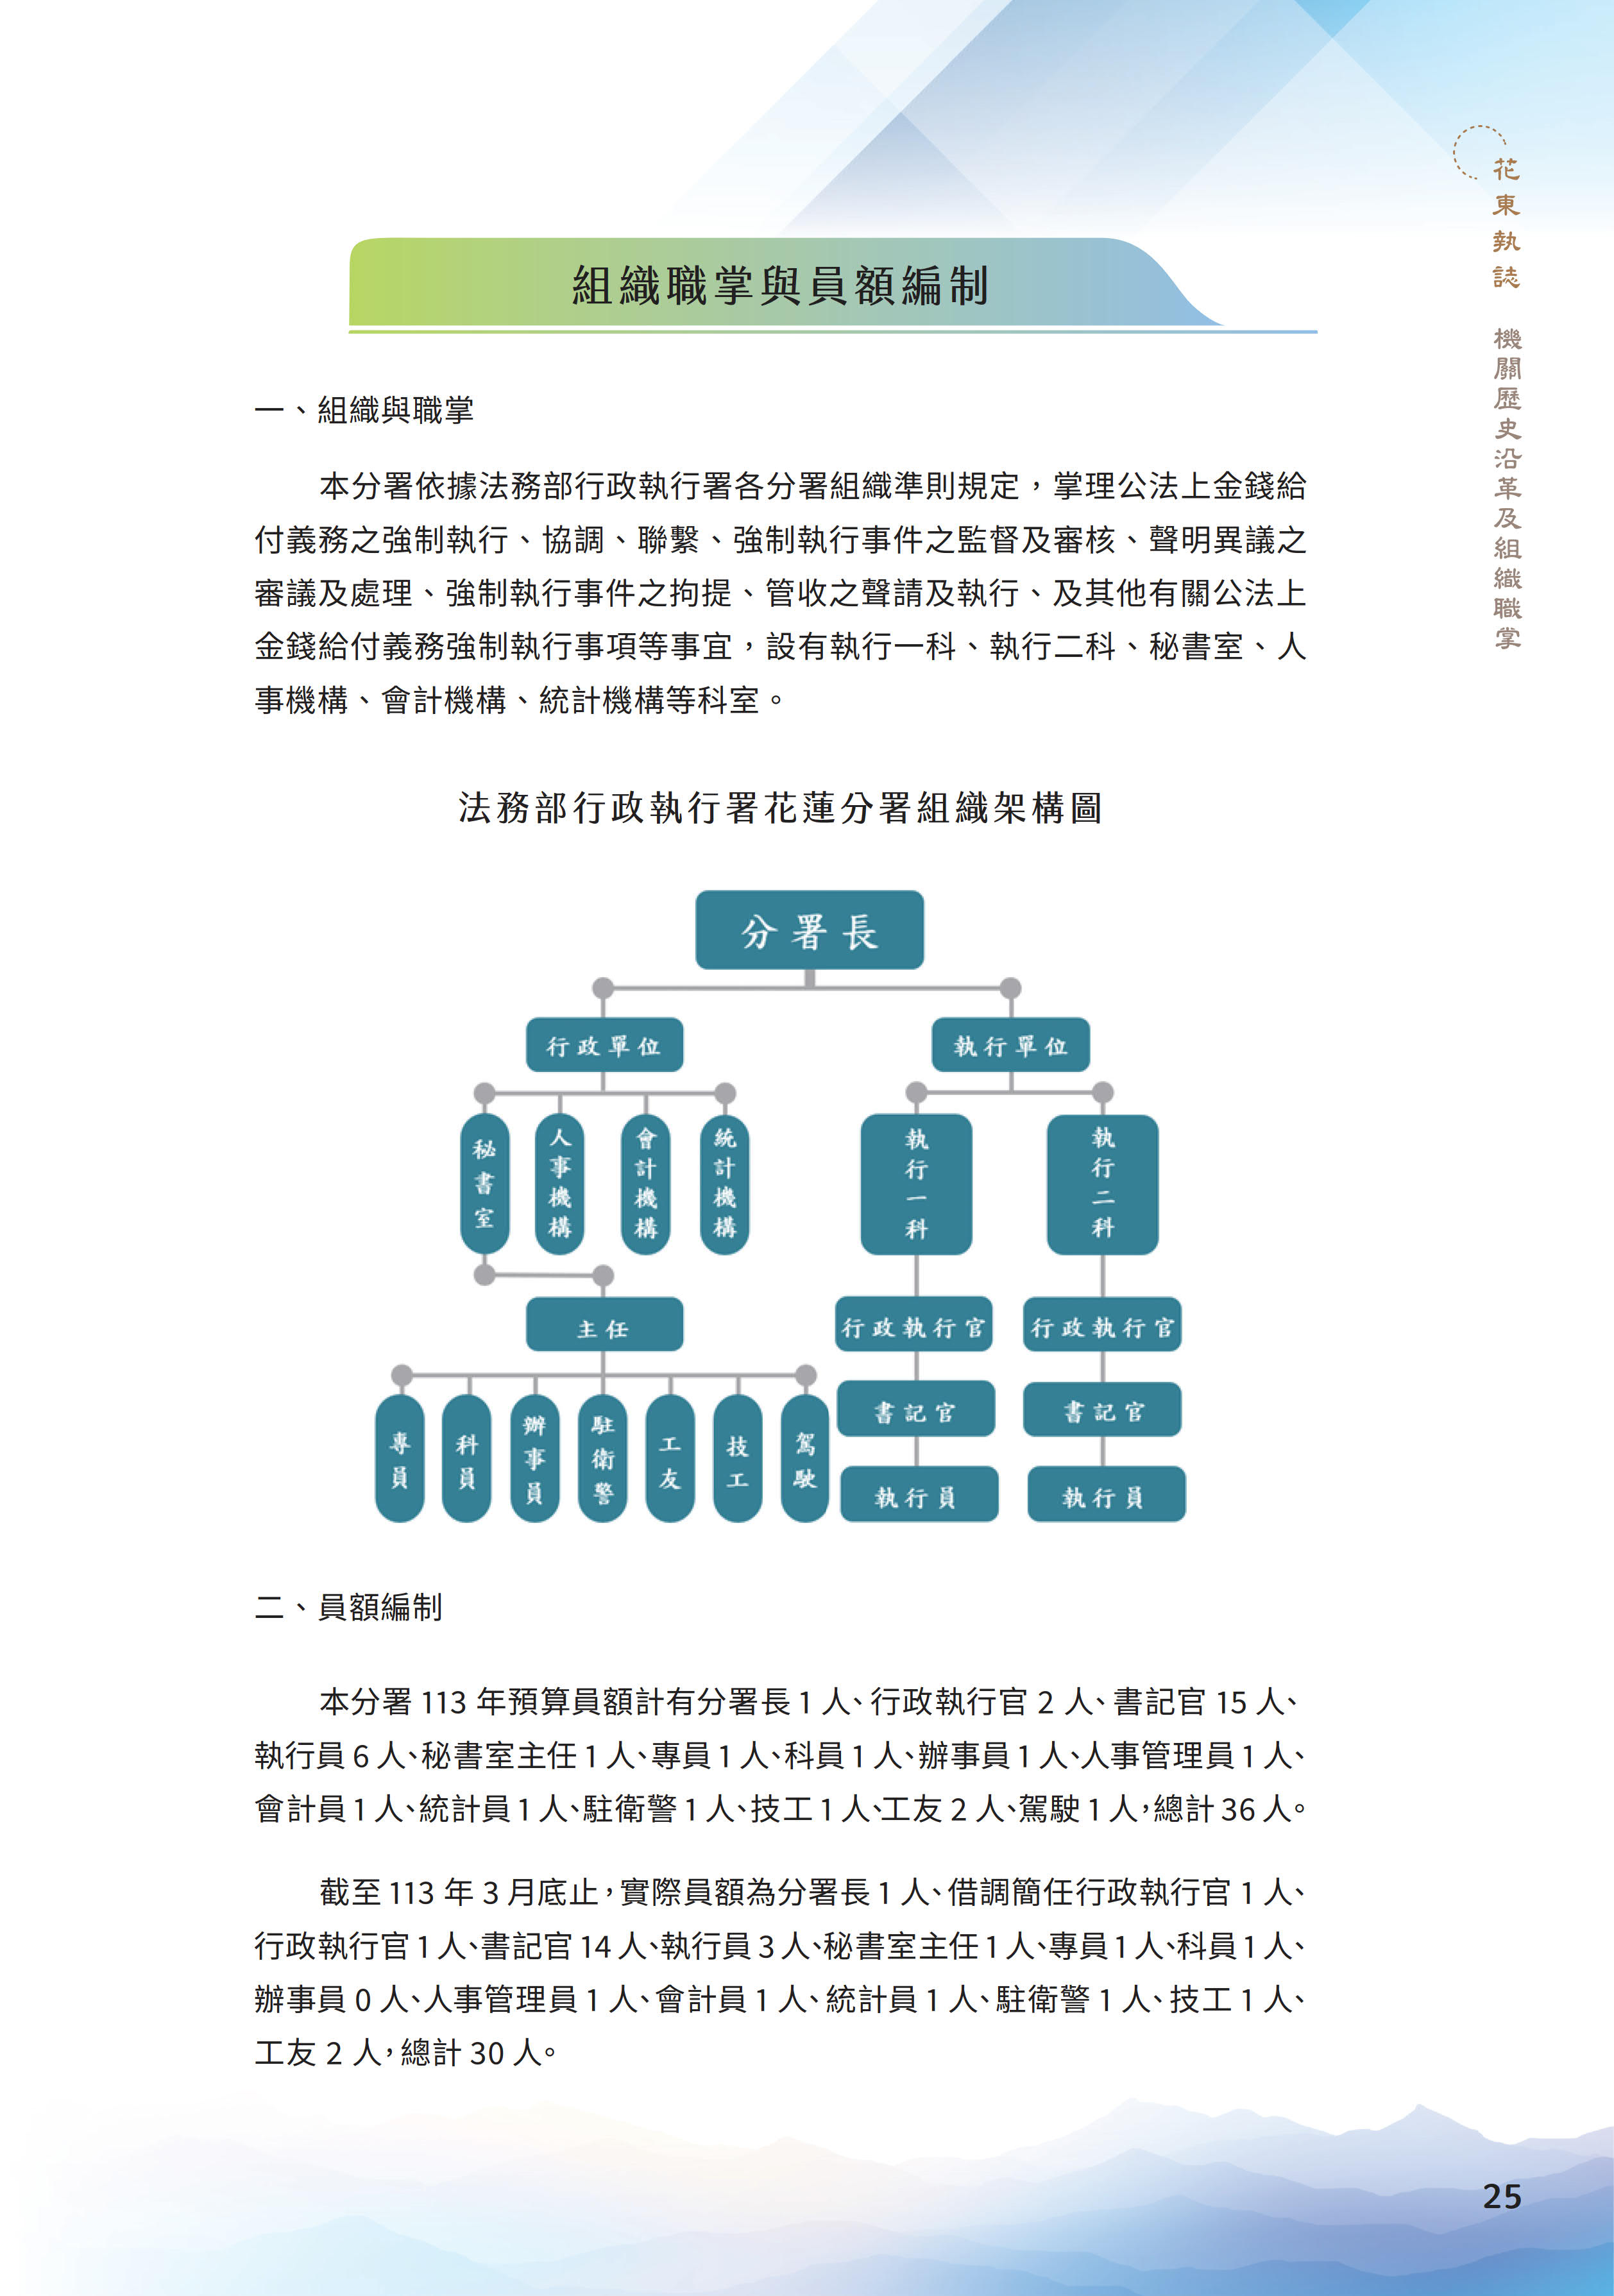 花東執誌
機關歷史沿革及組織職掌
組織職掌與員額編制
一、組織與職掌
本分署依據法務部行政執行署各分署組織準則規定，掌理公法上金錢給
付義務之強制執行、協調、聯繫、強制執行事件之監督及審核、聲明異議之
審議及處理、強制執行事件之拘提、管收之聲請及執行、及其他有關公法上
金錢給付義務強制執行事項等事宜，設有執行一科、執行二科、秘書室、人
事機構、會計機構、統計機構等科室。
法務部行政執行署花蓮分署組織架構圖
分署長
行政單位
執行單位
秘書室
人事機構
會計機構
統計機構
執行一科
執行二科
主任
行政執行官
行政執行官
書記官
書記官
專員
科員
辦事員
駐衛警
工友
技工
駕駛
執行員
執行員
二、員額編制
本分署 113 年預算員額計有分署長 1 人、行政執行官 2 人、書記官 15 人、
執行員 6 人、秘書室主任 1 人、專員 1 人、科員 1 人、辦事員 1 人、人事管理員 1 人、
會計員 1 人、統計員 1 人、駐衛警 1 人、技工 1 人、工友 2 人、駕駛 1 人，總計 36 人。
截至 113 年 3 月底止，實際員額為分署長 1 人、借調簡任行政執行官 1 人、
行政執行官 1 人、書記官 14 人、執行員 3 人、秘書室主任 1 人、專員 1 人、科員 1 人、
辦事員 0 人、人事管理員 1 人、會計員 1 人、統計員 1 人、駐衛警 1 人、技工 1 人、
工友 2 人，總計 30 人。
25